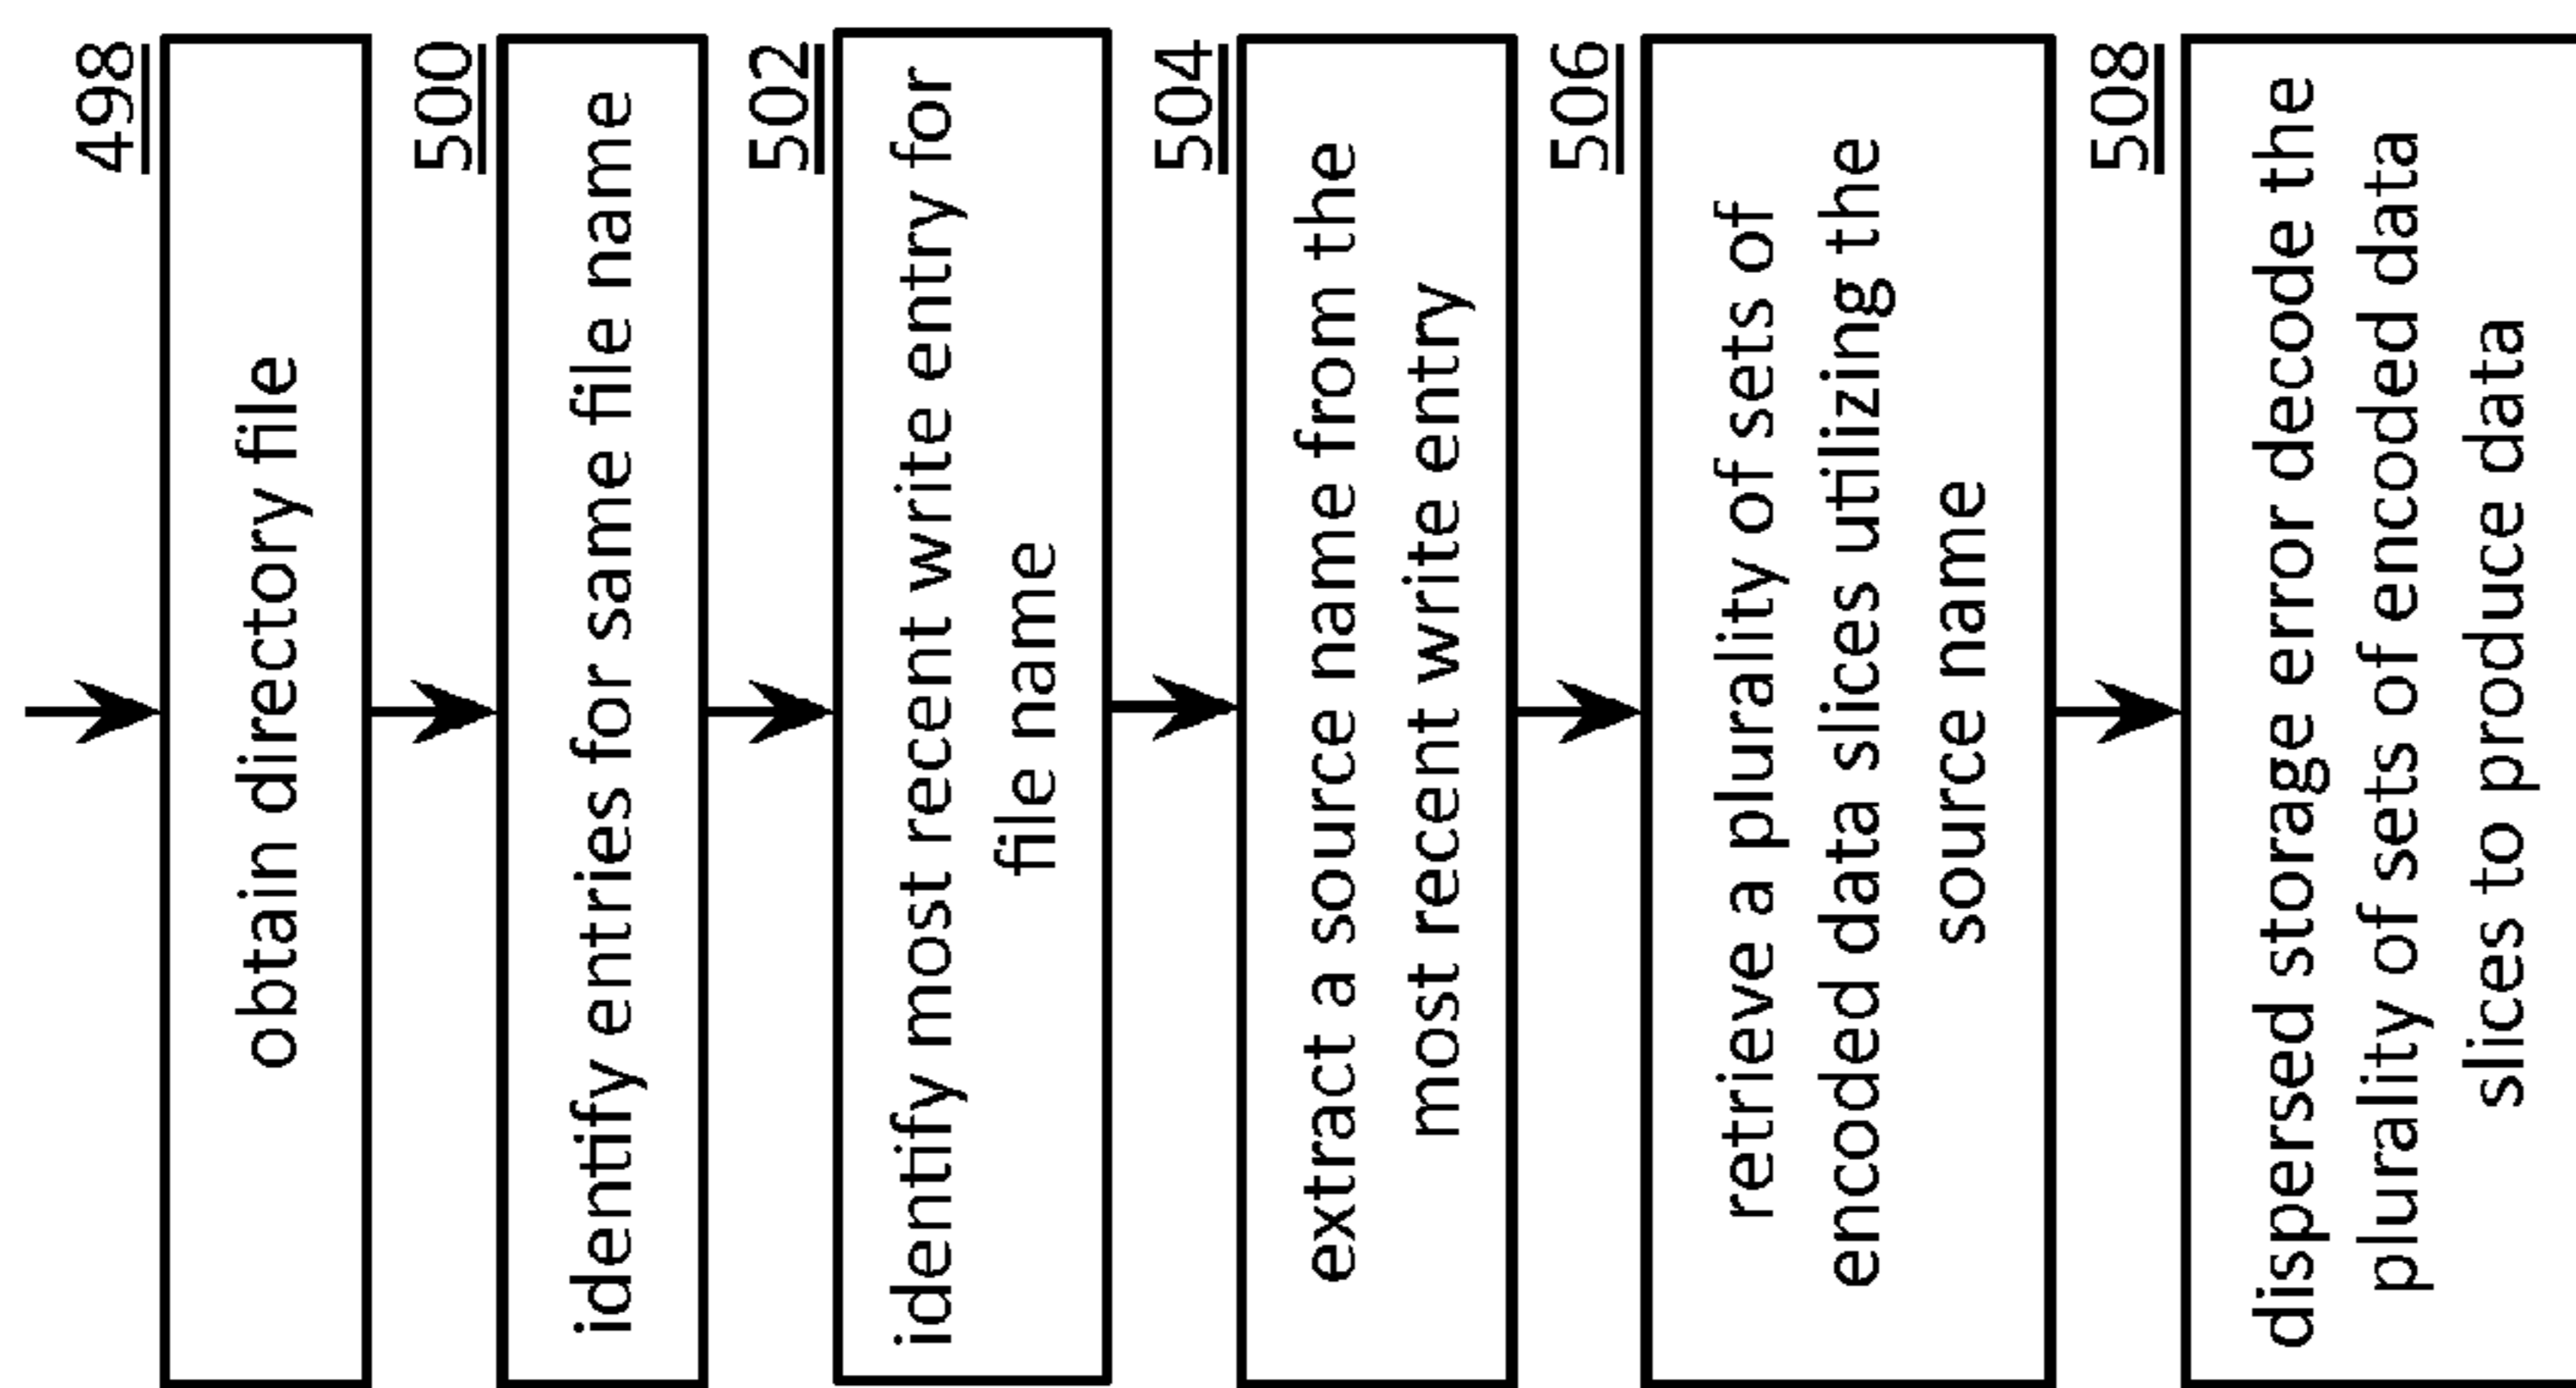 498
obtain directory file
500
identify entries for same file name
502
identify most recent write entry for
file name
504
extract a source name from the
most recent write entry
506
retrieve a plurality of sets of
encoded data slices utilizing the
source name
508
dispersed storage error decode the
plurality of sets of encoded data
slices to produce data